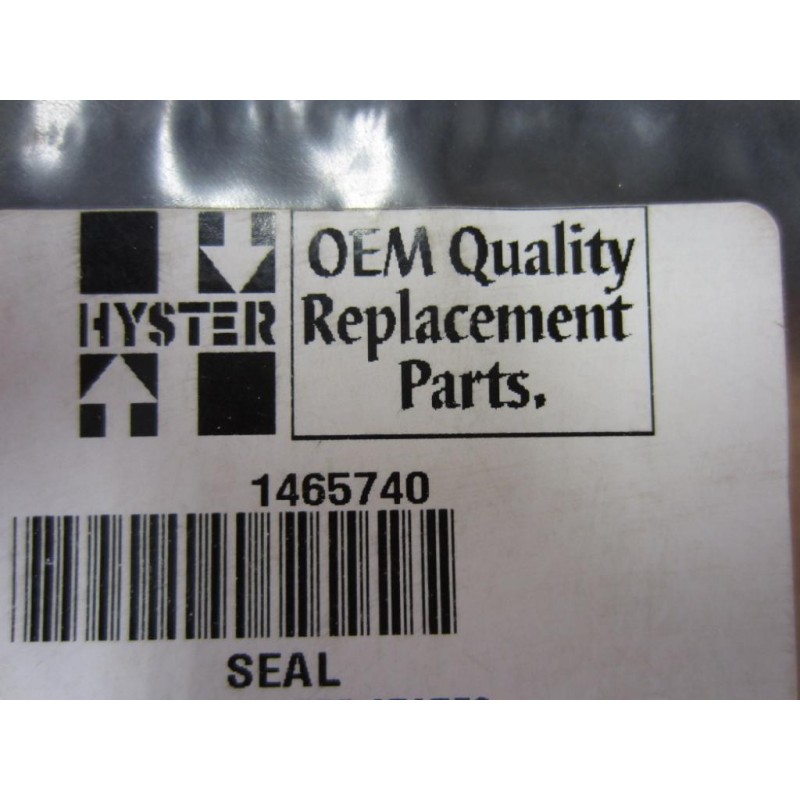 HYSTER
OEM Quality
Replacement
Parts.
1465740
SEAL